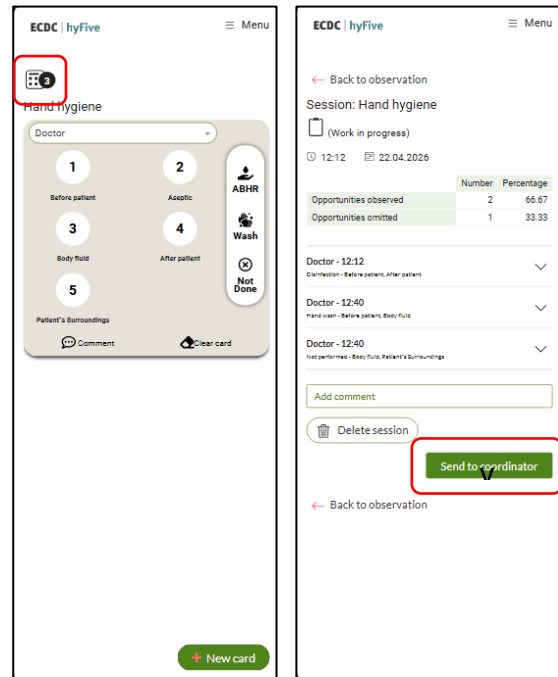 ECDC | hyFive
≡ Menu
3
Hand hygiene
Doctor
1
Before patient
2
Aseptic
3
Body fluid
4
After patient
5
Patient's Surroundings
ABHR
Wash
Not
Done
Comment
Clear card
+ New card
ECDC | hyFive
≡ Menu
← Back to observation
Session: Hand hygiene
(Work in progress)
12:12 22.04.2026
Number Percentage
Opportunities observed 2 66.67
Opportunities omitted 1 33.33
Doctor - 12:12
Disinfection - Before patient, After patient
Doctor - 12:40
Hand wash - Before patient, Body fluid
Doctor - 12:40
Not performed - Body fluid, Patient's Surroundings
Add comment
Delete session
Send to coordinator
V
← Back to observation